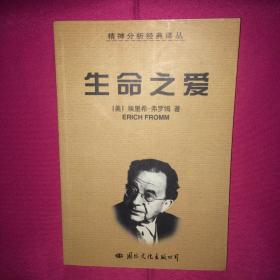 精神分析经典译丛
生命之爱
[美] 埃里希·弗罗姆 著
ERICH FROMM
国际文化出版公司